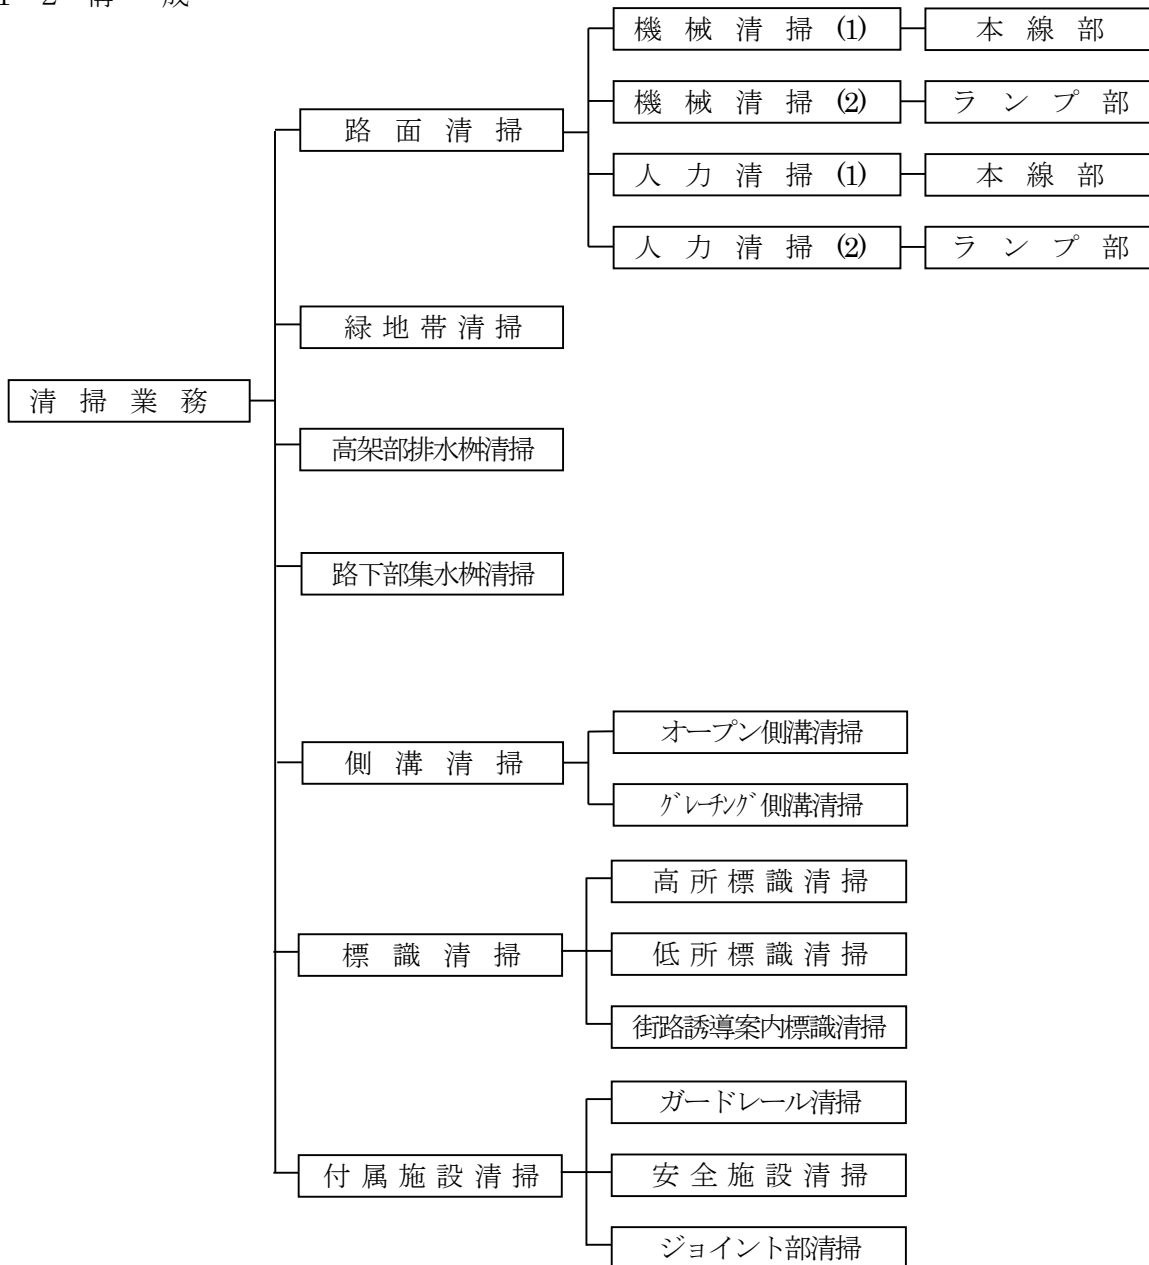 1 2 構 成
機 械 清 掃 (1) 本 線 部
機 械 清 掃 (2) ラ ン プ 部
路 面 清 掃
人 力 清 掃 (1) 本 線 部
人 力 清 掃 (2) ラ ン プ 部
緑 地 帯 清 掃
清 掃 業 務
高架部排水桝清掃
路下部集水桝清掃
側 溝 清 掃
オープン側溝清掃
グレーチング側溝清掃
標 識 清 掃
高 所 標 識 清 掃
低 所 標 識 清 掃
街路誘導案内標識清掃
付 属 施 設 清 掃
ガードレール清掃
安 全 施 設 清 掃
ジョイント部清掃